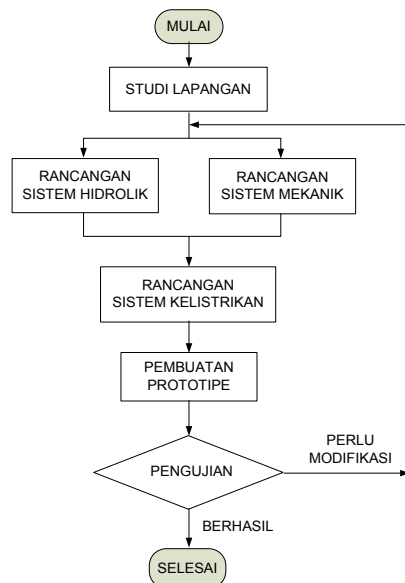 MULAI
STUDI LAPANGAN
RANCANGAN
SISTEM HIDROLIK
RANCANGAN
SISTEM MEKANIK
RANCANGAN
SISTEM KELISTRIKAN
PEMBUATAN
PROTOTIPE
PENGUJIAN
PERLU
MODIFIKASI
BERHASIL
SELESAI